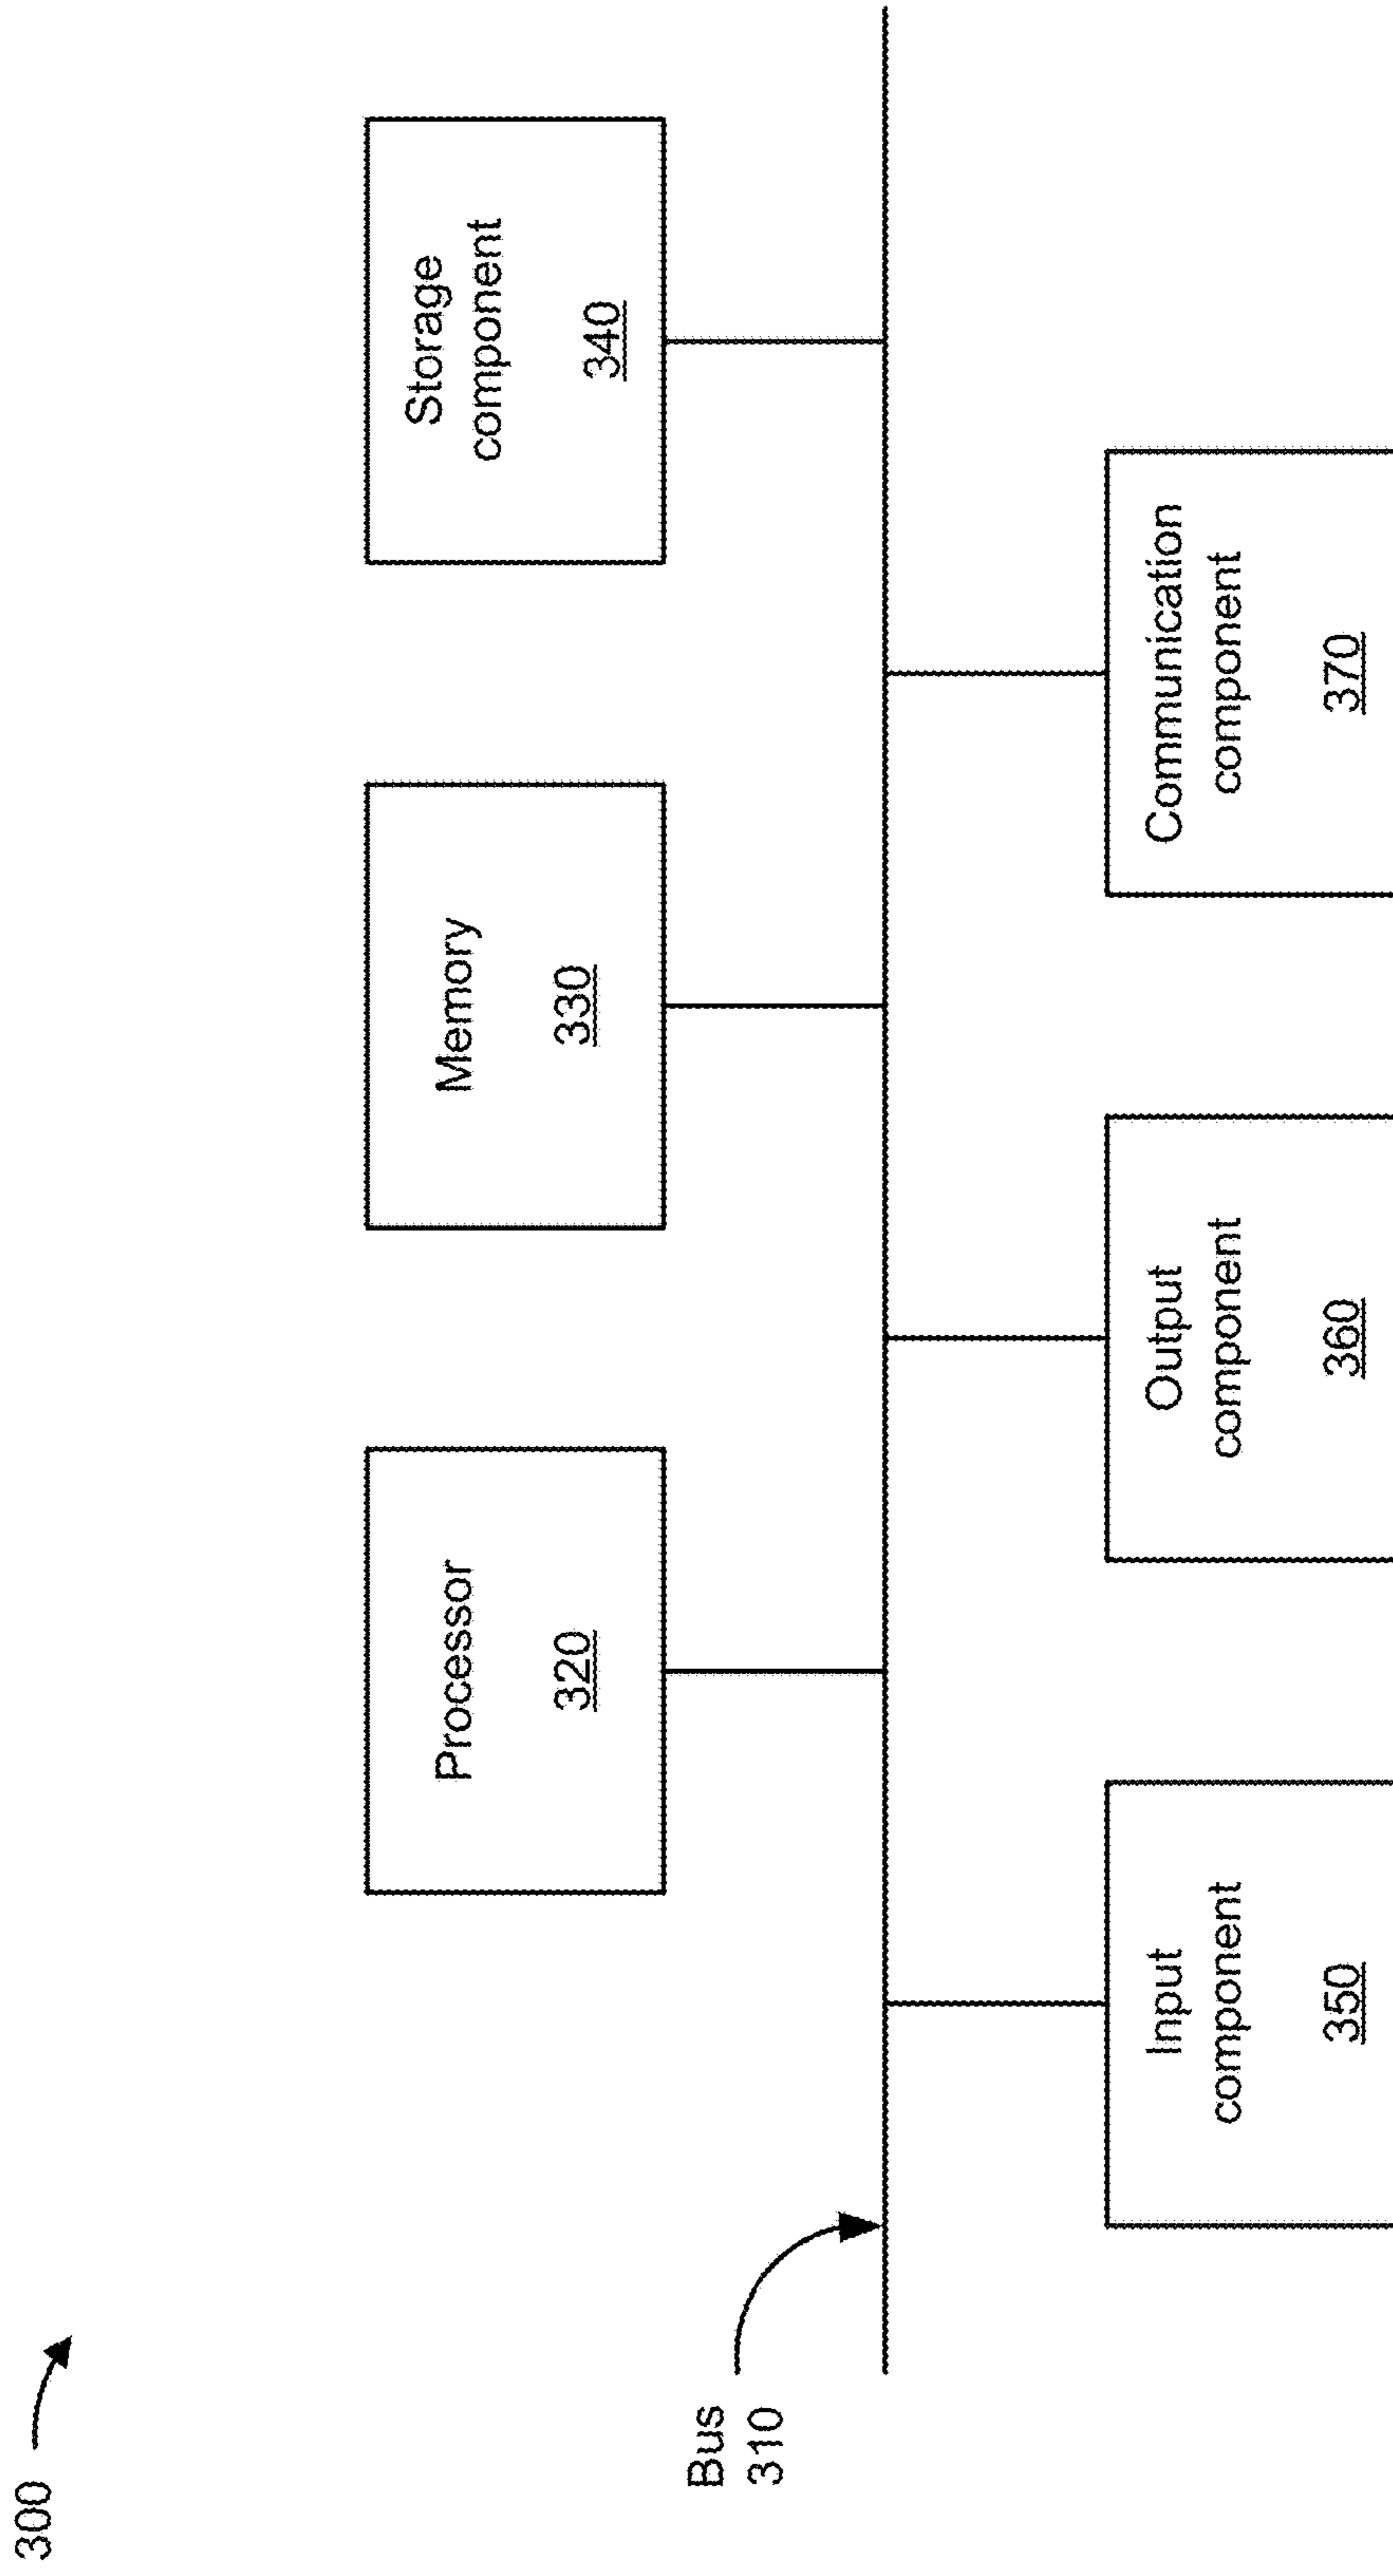 300
Processor
320
Memory
330
Storage
component
340
Bus
310
Input
component
350
Output
component
360
Communication
component
370